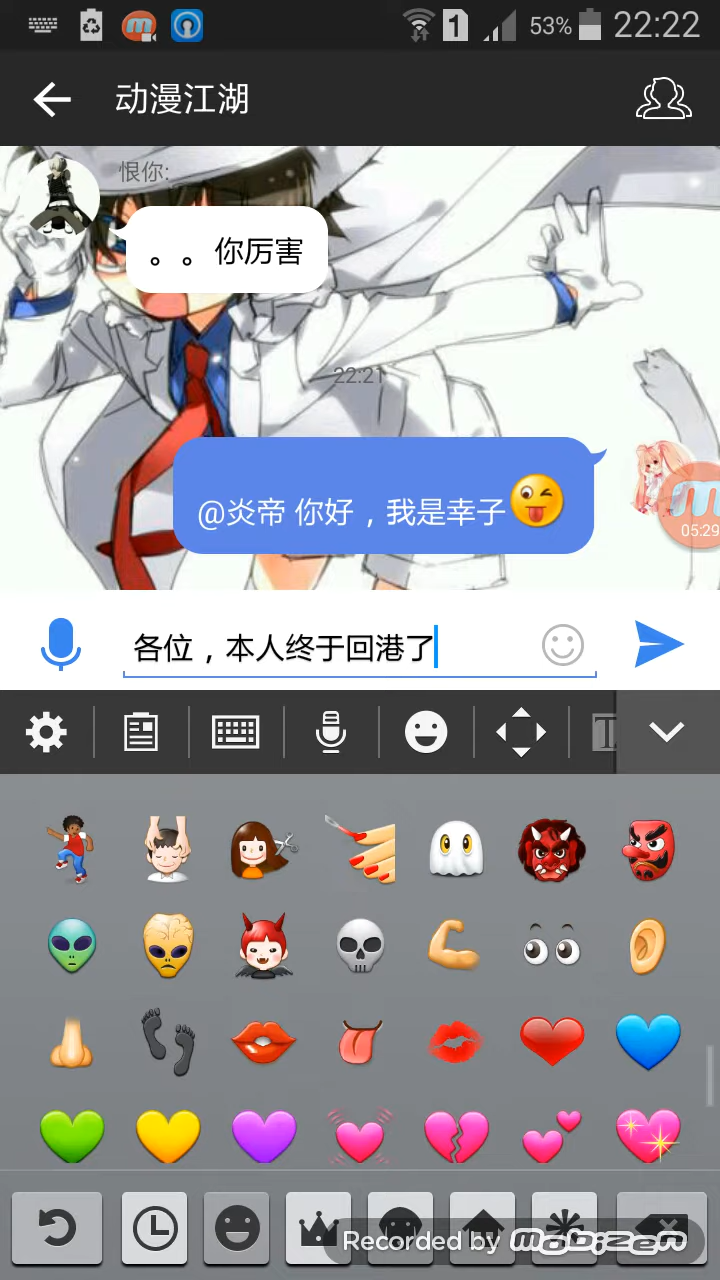 1 53% 22:22
动漫江湖
恨你:
。。你厉害
22:21
@炎帝 你好，我是幸子
05:29
各位，本人终于回港了
Recorded by mobizen